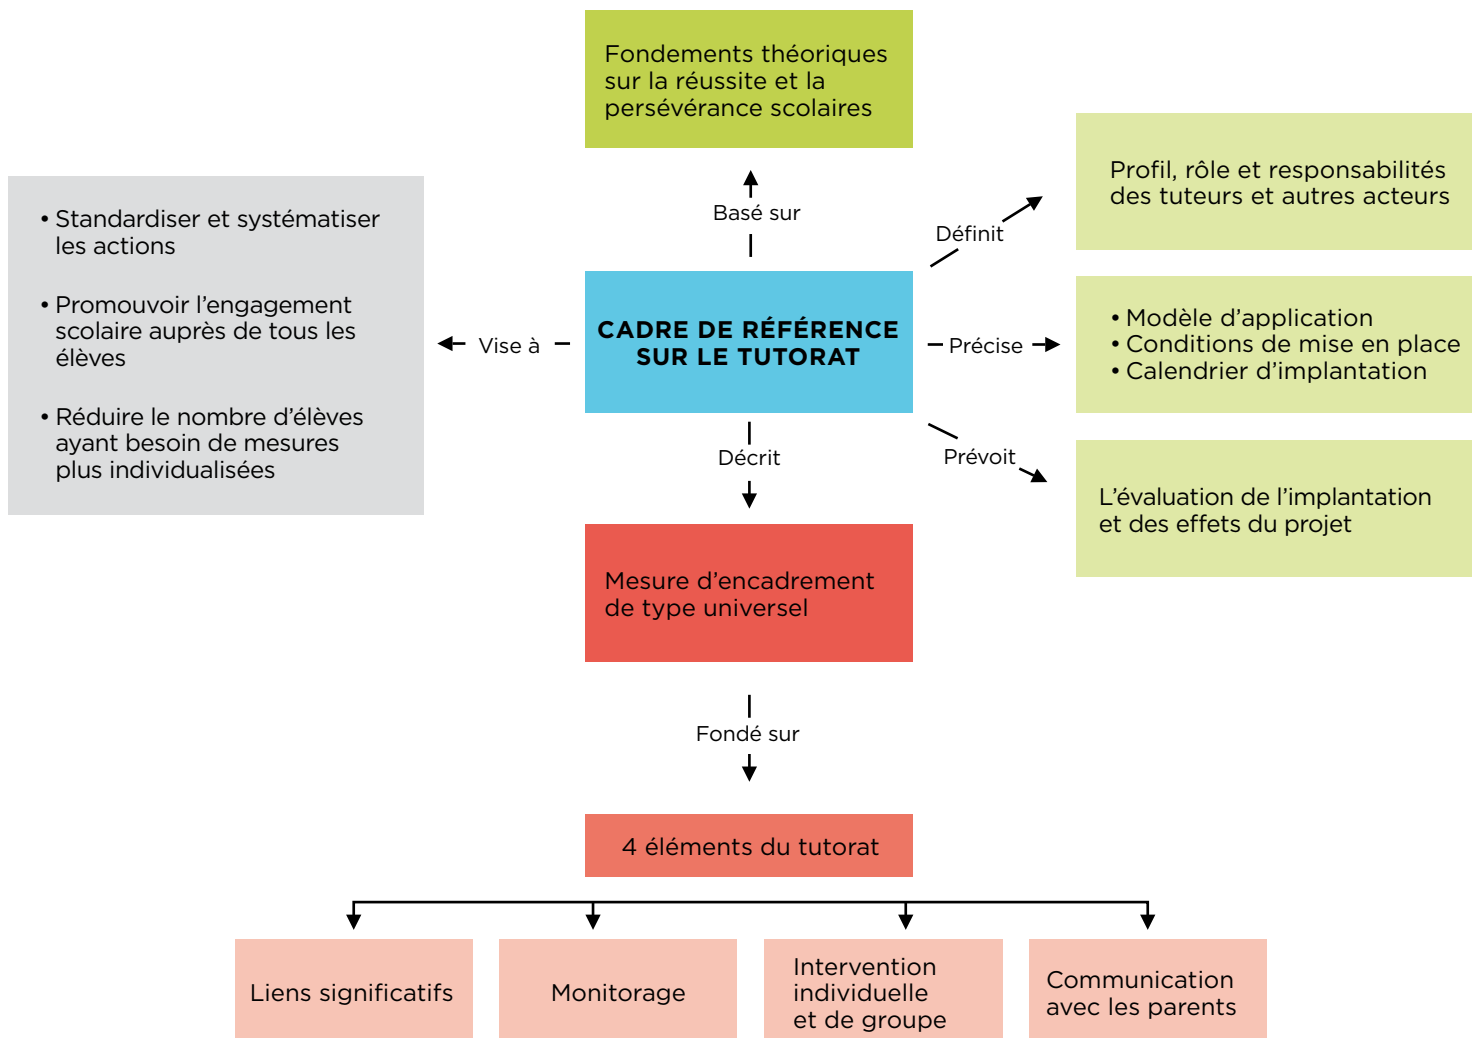 Fondements théoriques
sur la réussite et la
persévérance scolaires
Basé sur
• Standardiser et systématiser
les actions
• Promouvoir l’engagement
scolaire auprès de tous les
élèves
• Réduire le nombre d’élèves
ayant besoin de mesures
plus individualisées
Vise à
CADRE DE RÉFÉRENCE
SUR LE TUTORAT
Définit
Profil, rôle et responsabilités
des tuteurs et autres acteurs
Précise
• Modèle d’application
• Conditions de mise en place
• Calendrier d’implantation
Prévoit
L’évaluation de l’implantation
et des effets du projet
Décrit
Mesure d’encadrement
de type universel
Fondé sur
4 éléments du tutorat
Liens significatifs
Monitorage
Intervention
individuelle
et de groupe
Communication
avec les parents